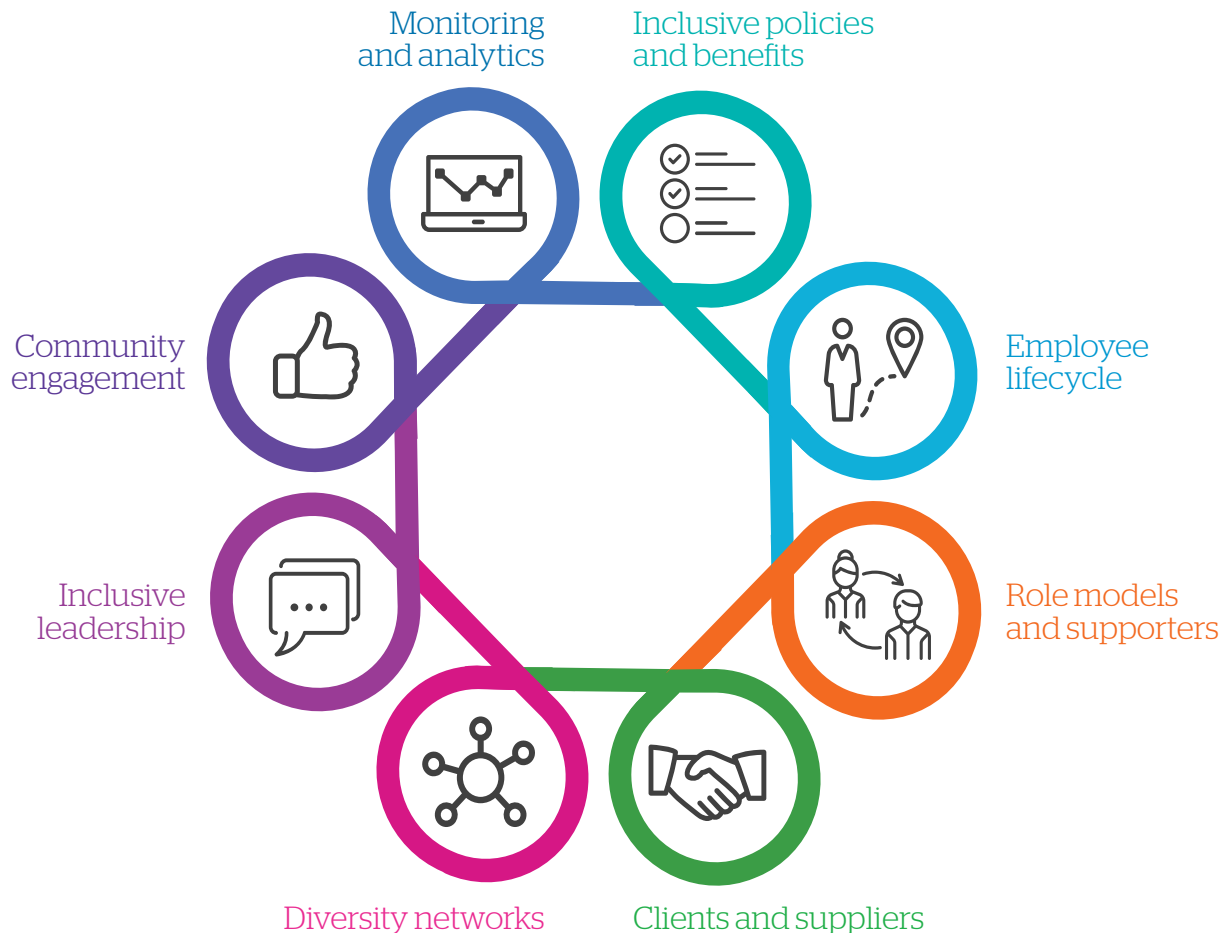 Monitoring
and analytics
Inclusive policies
and benefits
Employee
lifecycle
Role models
and supporters
Clients and suppliers
Diversity networks
Inclusive
leadership
Community
engagement